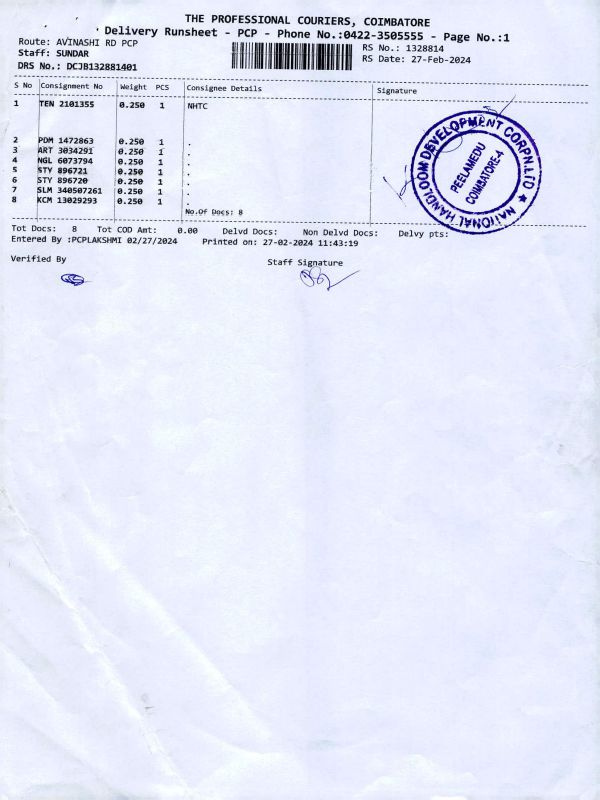 THE PROFESSIONAL COURIERS, COIMBATORE
Delivery Runsheet - PCP - Phone No.:0422-3505555 - Page No.:1
Route: AVINASHI RD PCP
Staff: SUNDAR
DRS No.: DCJB132881401
RS No.: 1328814
RS Date: 27-Feb-2024
S No Consignment No Weight PCS Consignee Details Signature
1 TEN 2101355 0.250 1 NHTC
2 PDM 1472863 0.250 1 .
3 ART 3034291 0.250 1 .
4 NGL 6073794 0.250 1 .
5 STY 896721 0.250 1 .
6 STY 896720 0.250 1 .
7 SLM 340507261 0.250 1 .
8 KCM 13029293 0.250 1 .
No.Of Docs: 8
NATIONAL HANDLOOM DEVELOPMENT CORPN.LTD
PEELAMEDU
COIMBATORE-4
Tot Docs: 8 Tot COD Amt: 0.00 Delvd Docs: Non Delvd Docs: Delvy pts:
Entered By :PCPLAKSHMI 02/27/2024 Printed on: 27-02-2024 11:43:19
Verified By
Staff Signature